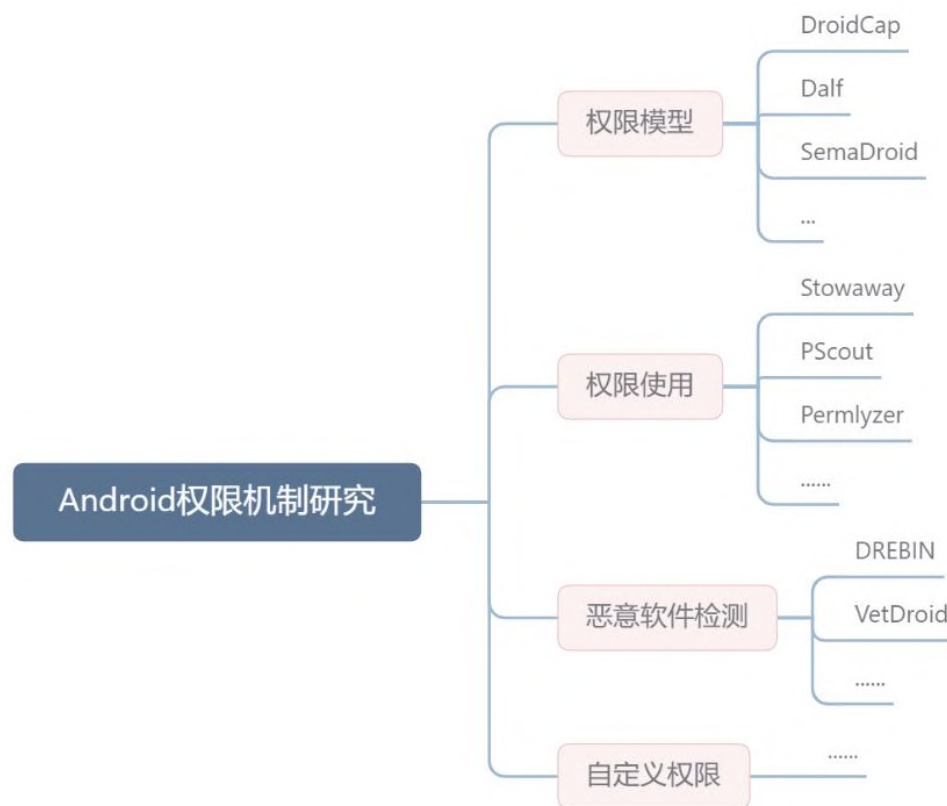 Android权限机制研究
权限模型
DroidCap
Dalf
SemaDroid
...
权限使用
Stowaway
PScout
Permlyzer
......
恶意软件检测
DREBIN
VetDroid
......
自定义权限
......